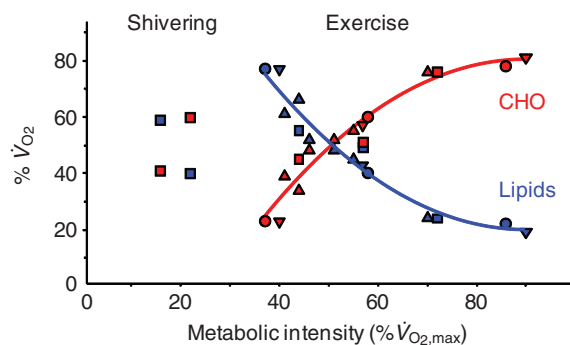 Shivering Exercise
80
60
40
20
0
% V̇O2
CHO
Lipids
0 20 40 60 80
Metabolic intensity (%V̇O2,max)